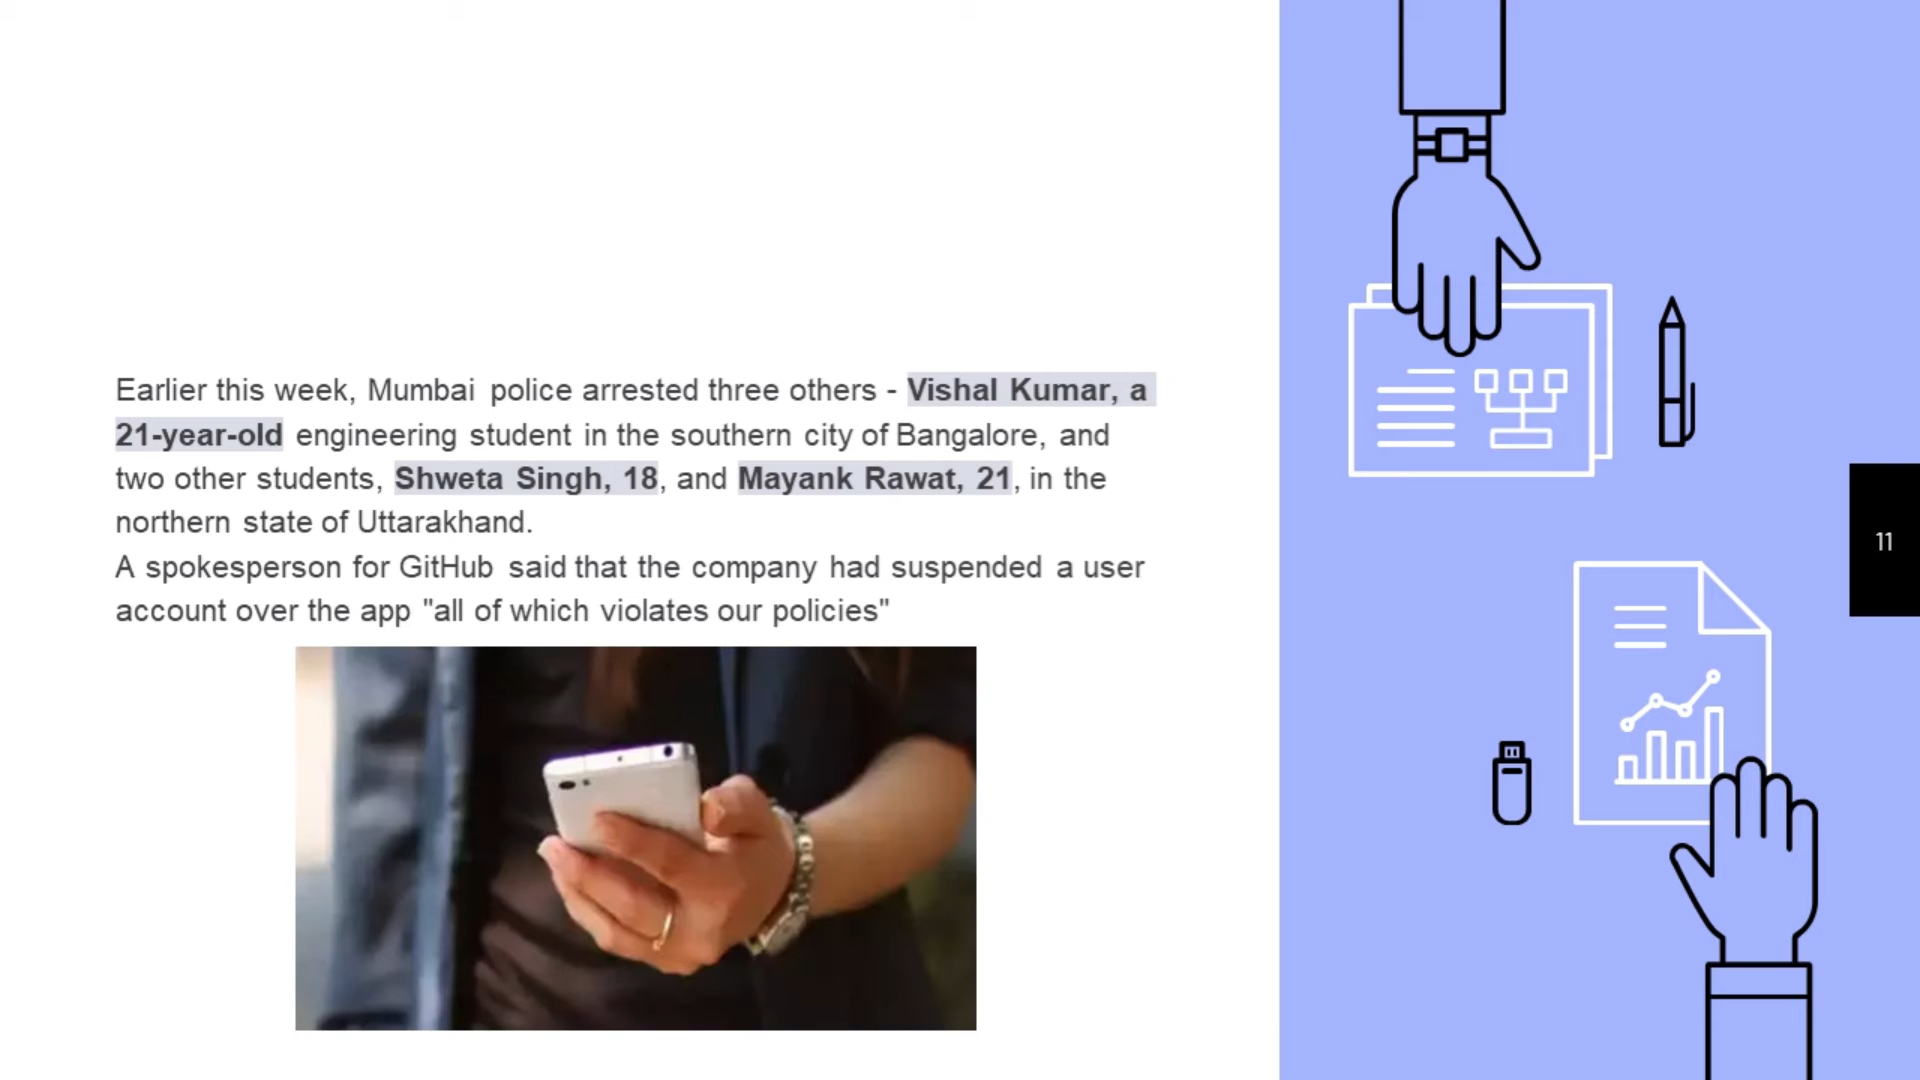 Earlier this week, Mumbai police arrested three others - Vishal Kumar, a
21-year-old engineering student in the southern city of Bangalore, and
two other students, Shweta Singh, 18, and Mayank Rawat, 21, in the
northern state of Uttarakhand.
A spokesperson for GitHub said that the company had suspended a user
account over the app "all of which violates our policies"
11